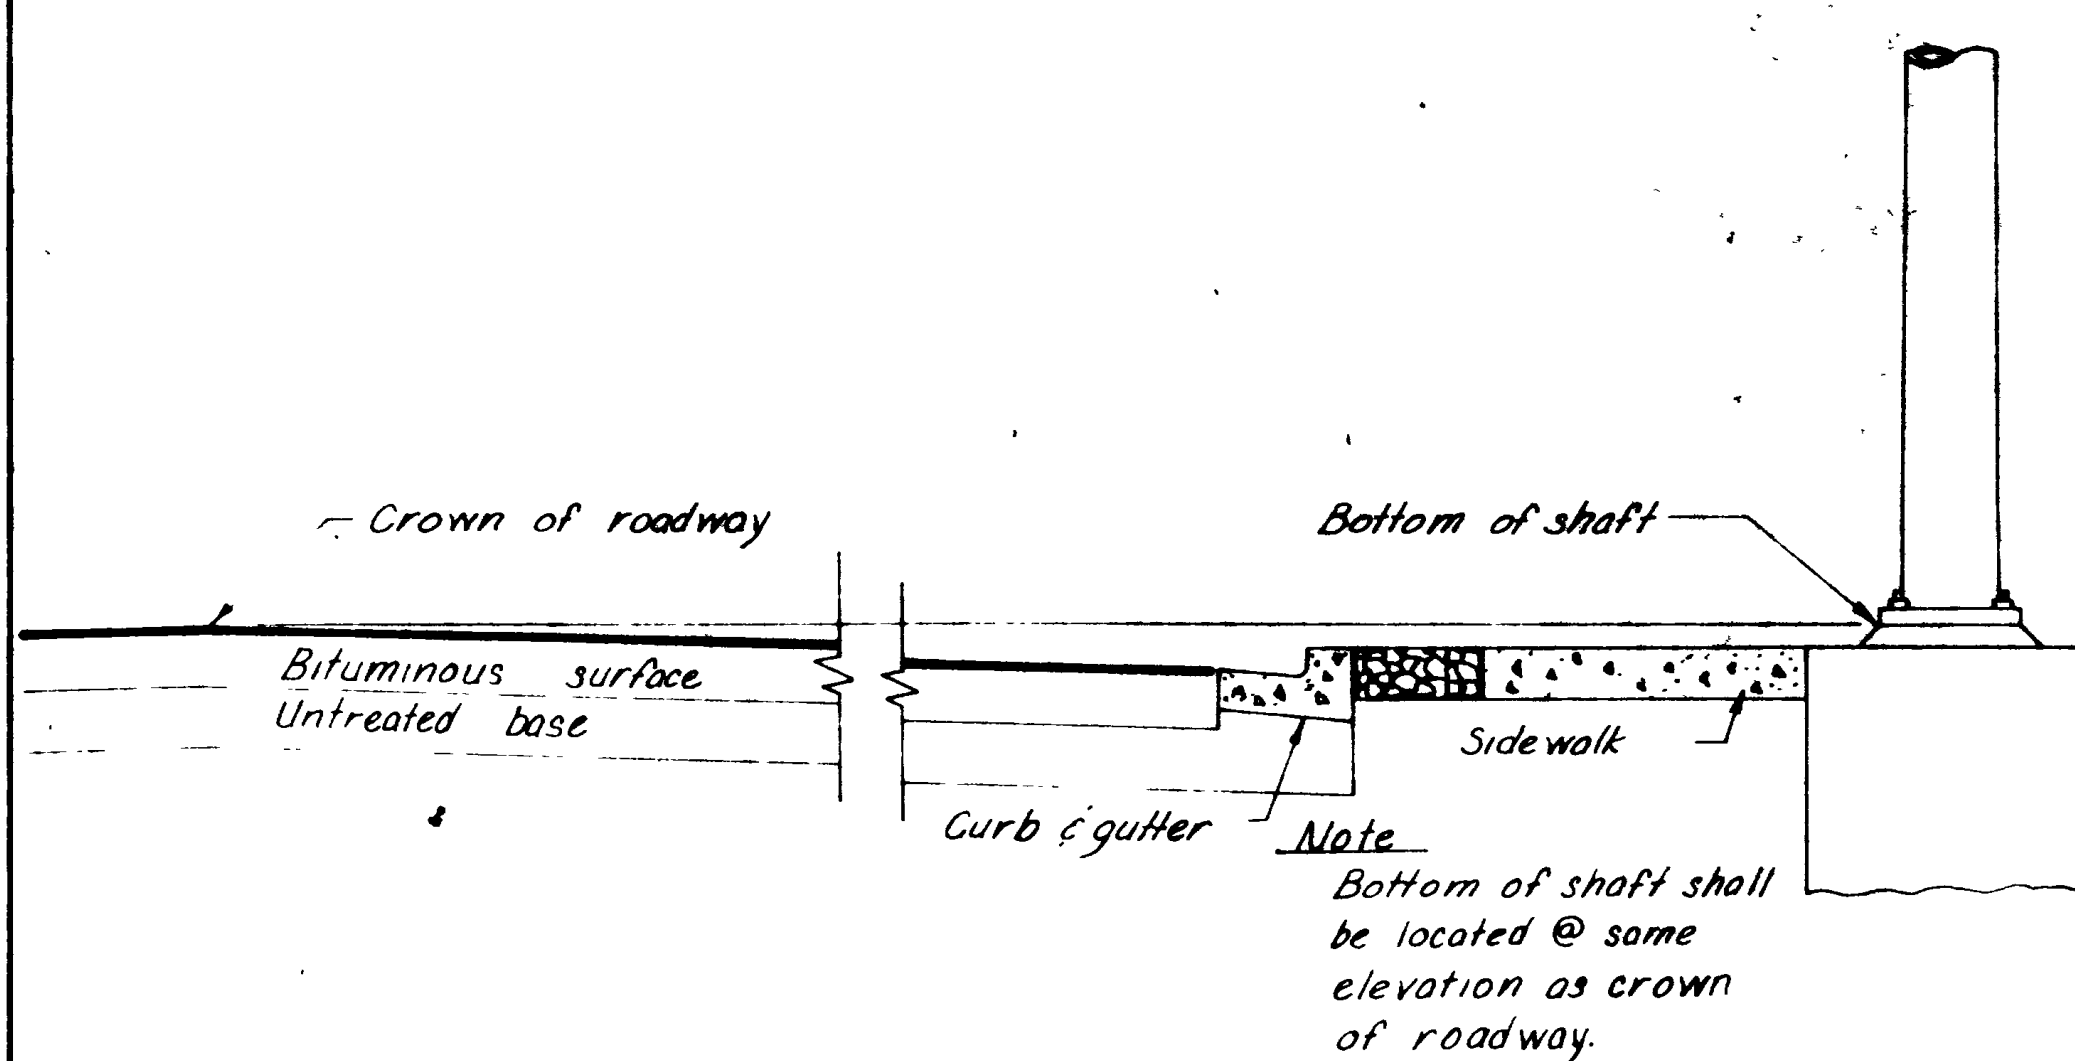 Crown of roadway
Bottom of shaft
Bituminous surface
Untreated base
Sidewalk
Curb & gutter
Note
Bottom of shaft shall
be located @ same
elevation as crown
of roadway.